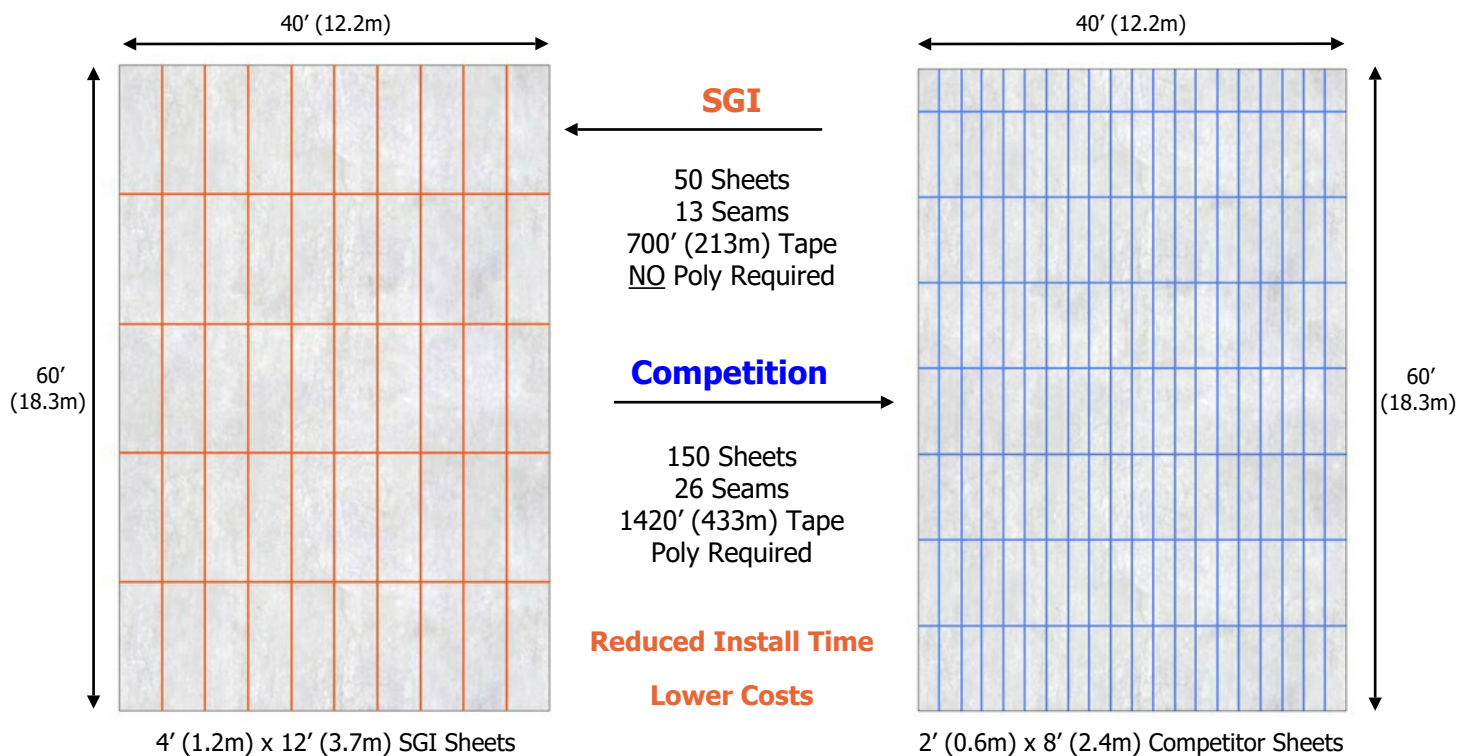 40′ (12.2m)
40′ (12.2m)
SGI
50 Sheets
13 Seams
700′ (213m) Tape
NO Poly Required
60′
(18.3m)
Competition
60′
(18.3m)
150 Sheets
26 Seams
1420′ (433m) Tape
Poly Required
Reduced Install Time
Lower Costs
4′ (1.2m) x 12′ (3.7m) SGI Sheets
2′ (0.6m) x 8′ (2.4m) Competitor Sheets